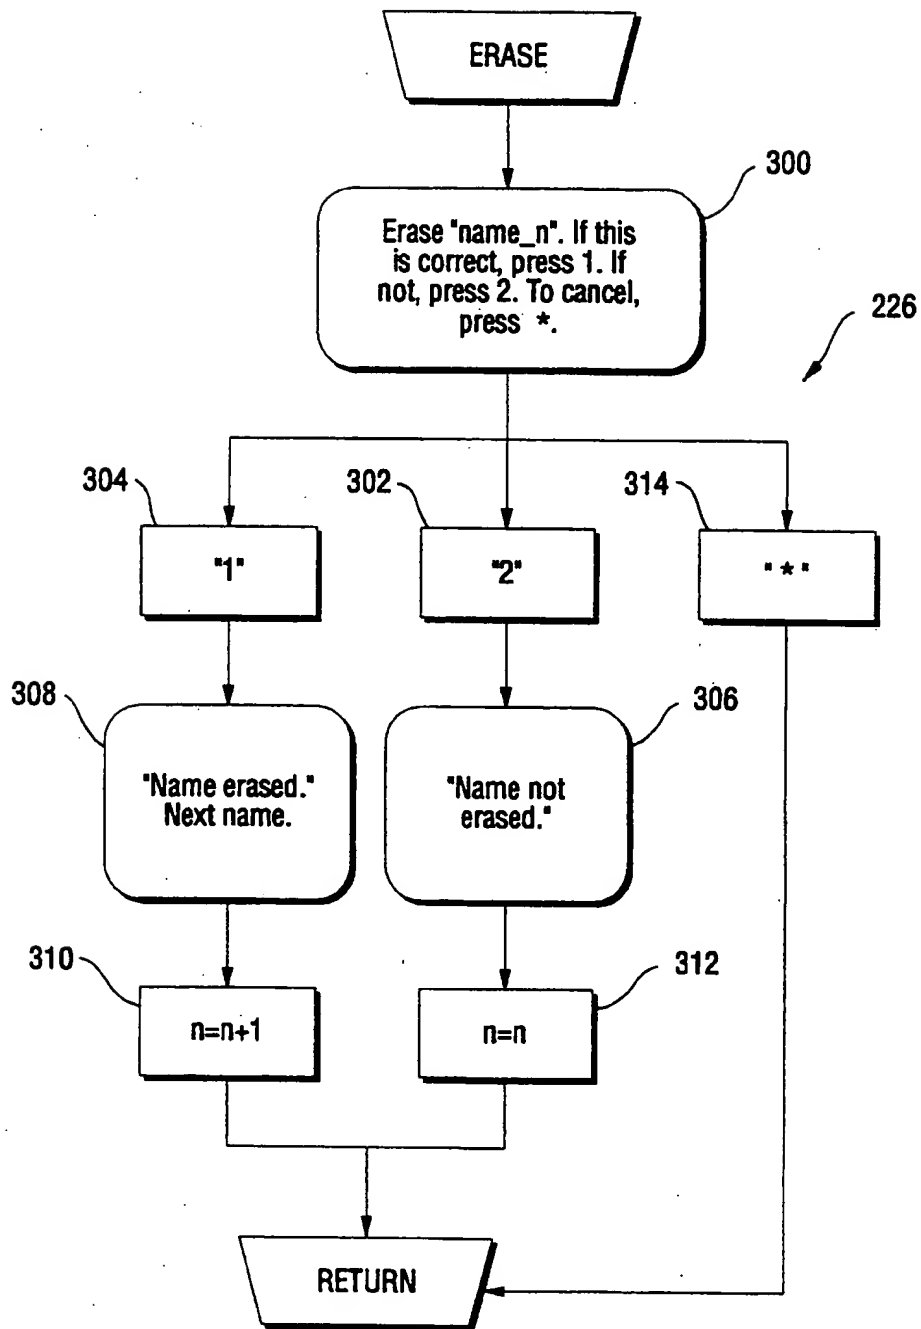 ERASE
300
Erase "name_n". If this
is correct, press 1. If
not, press 2. To cancel,
press *.
226
304
302
314
"1"
"2"
"*"
308
306
"Name erased."
Next name.
"Name not
erased."
310
312
n=n+1
n=n
RETURN